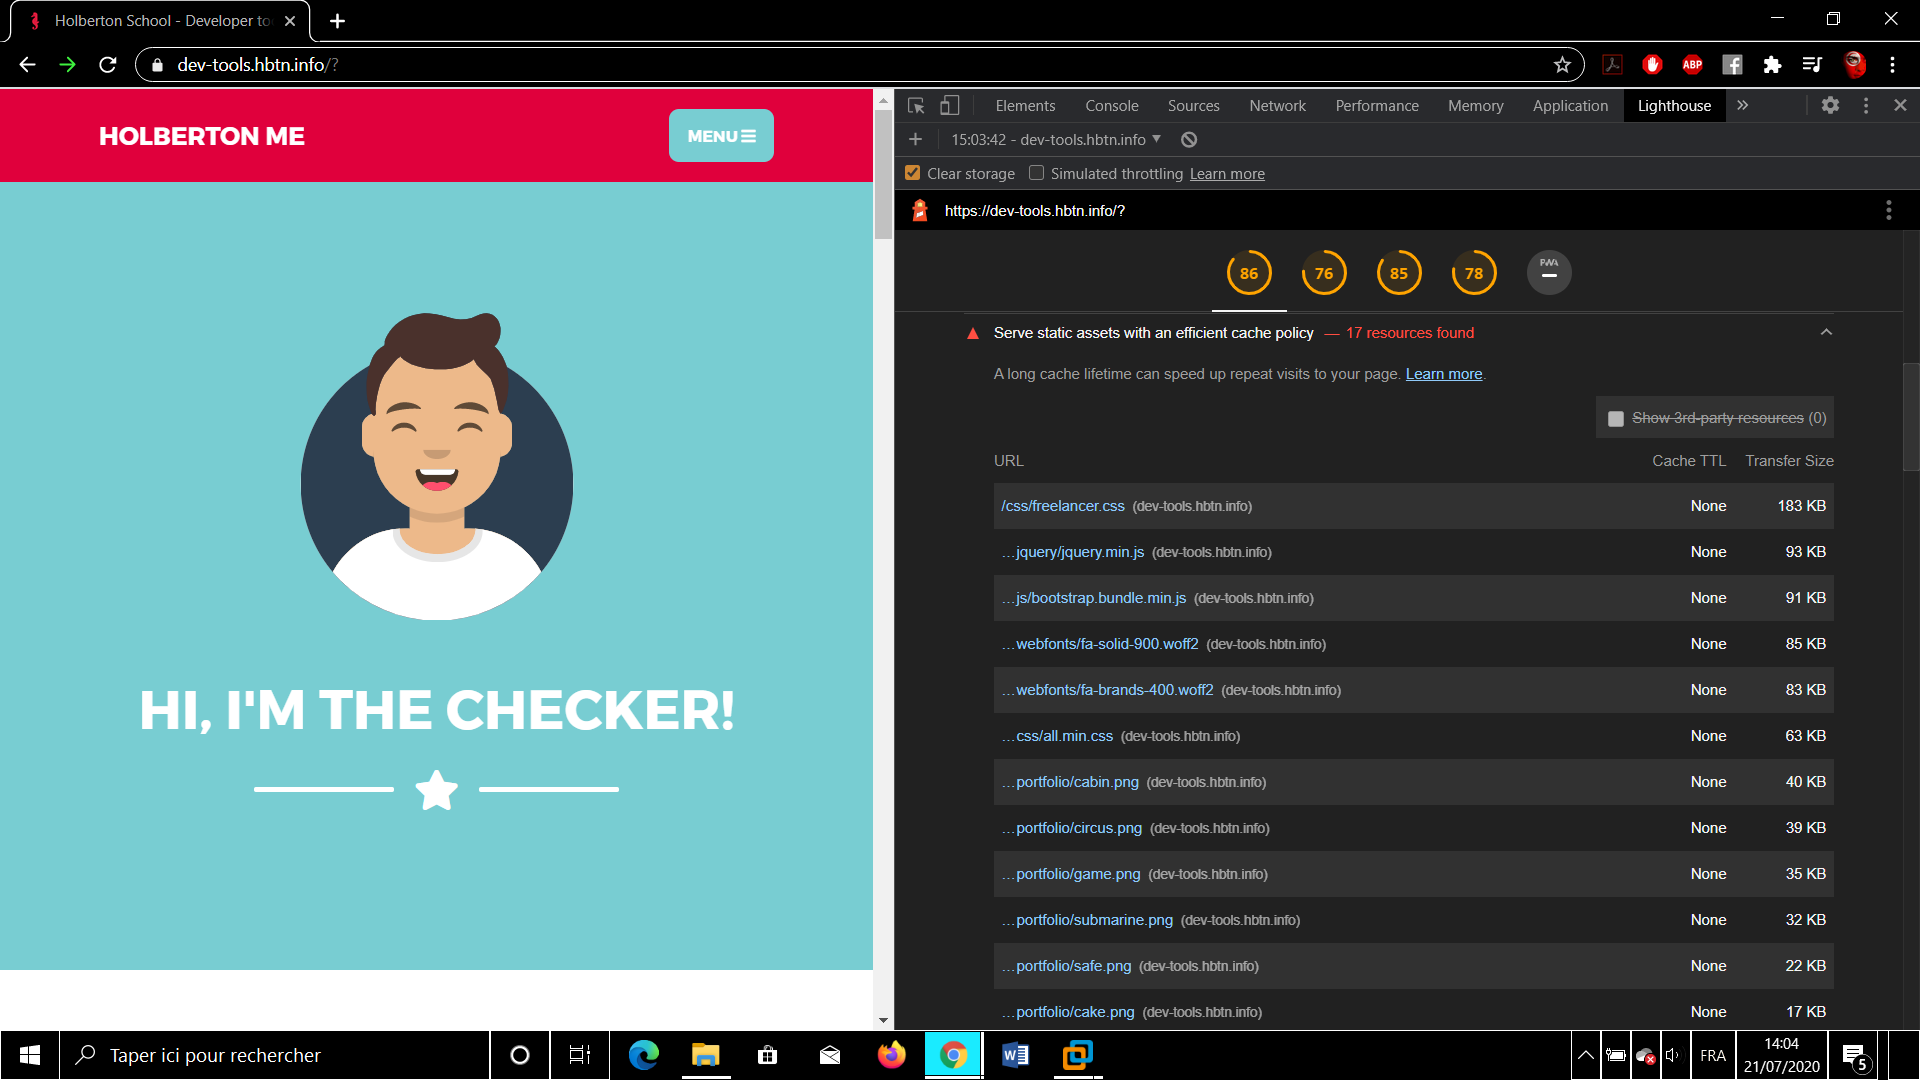 Holberton School - Developer to
dev-tools.hbtn.info/?
ABP
HOLBERTON ME
MENU
HI, I'M THE CHECKER!
Elements Console Sources Network Performance Memory Application Lighthouse
15:03:42 - dev-tools.hbtn.info
Clear storage Simulated throttling Learn more
https://dev-tools.hbtn.info/?
86 76 85 78 PWA
Serve static assets with an efficient cache policy — 17 resources found
A long cache lifetime can speed up repeat visits to your page. Learn more.
Show 3rd-party resources (0)
URL Cache TTL Transfer Size
/css/freelancer.css (dev-tools.hbtn.info) None 183 KB
…jquery/jquery.min.js (dev-tools.hbtn.info) None 93 KB
…js/bootstrap.bundle.min.js (dev-tools.hbtn.info) None 91 KB
…webfonts/fa-solid-900.woff2 (dev-tools.hbtn.info) None 85 KB
…webfonts/fa-brands-400.woff2 (dev-tools.hbtn.info) None 83 KB
…css/all.min.css (dev-tools.hbtn.info) None 63 KB
…portfolio/cabin.png (dev-tools.hbtn.info) None 40 KB
…portfolio/circus.png (dev-tools.hbtn.info) None 39 KB
…portfolio/game.png (dev-tools.hbtn.info) None 35 KB
…portfolio/submarine.png (dev-tools.hbtn.info) None 32 KB
…portfolio/safe.png (dev-tools.hbtn.info) None 22 KB
…portfolio/cake.png (dev-tools.hbtn.info) None 17 KB
Taper ici pour rechercher
FRA
14:04
21/07/2020
5